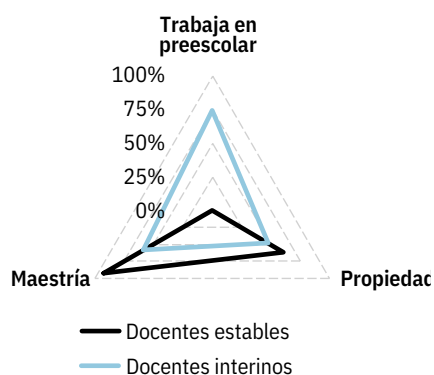 Trabaja en
preescolar
100%
75%
50%
25%
0%
Maestría
Propiedad
Docentes estables
Docentes interinos